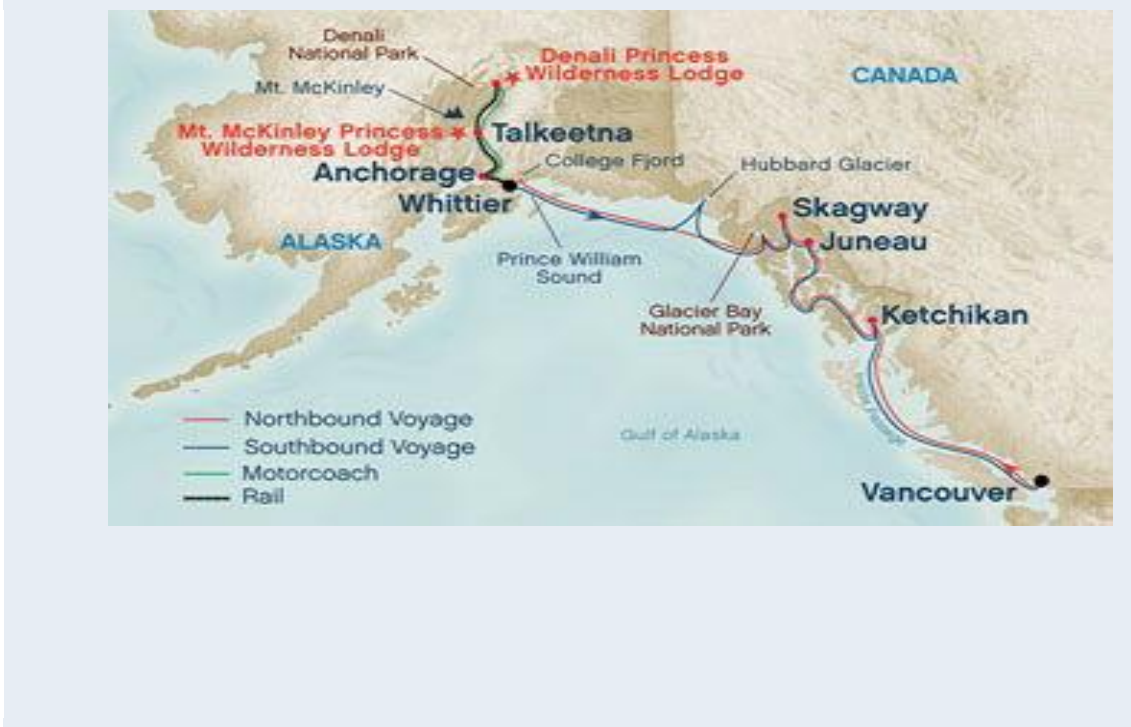 Denali
National Park
Denali Princess
Wilderness Lodge
CANADA
Mt. McKinley
Mt. McKinley Princess
Wilderness Lodge
Talkeetna
College Fjord
Hubbard Glacier
Anchorage
Whittier
Skagway
ALASKA
Juneau
Prince William
Sound
Glacier Bay
National Park
Ketchikan
Northbound Voyage
Southbound Voyage
Gulf of Alaska
Motorcoach
Rail
Vancouver